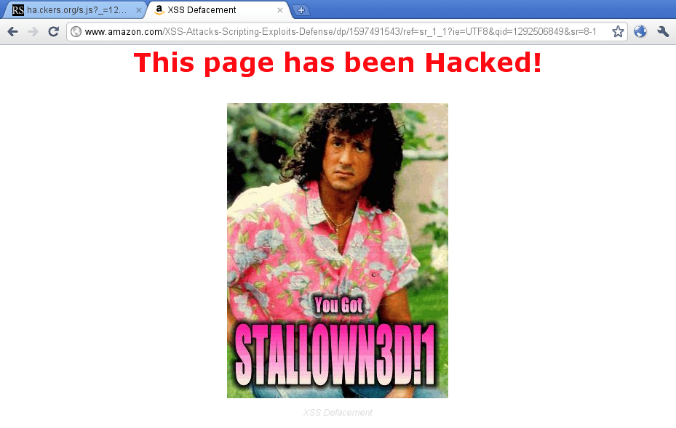 RS ha.ckers.org/s.js?_=12...
a XSS Defacement
www.amazon.com/XSS-Attacks-Scripting-Exploits-Defense/dp/1597491543/ref=sr_1_1?ie=UTF8&qid=1292506849&sr=8-1
This page has been Hacked!
You Got
STALLOWN3D!1
XSS Defacement